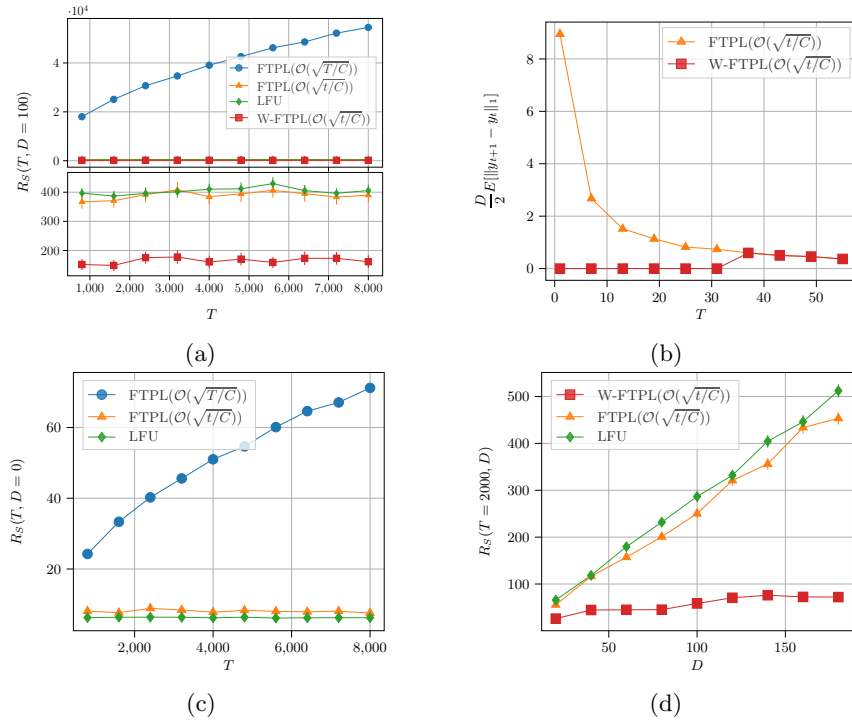 ·10^4
6
4
2
0
R_S(T, D = 100)
FTPL(O(√T/C))
FTPL(O(√t/C))
LFU
W-FTPL(O(√t/C))
400
300
200
1,000 2,000 3,000 4,000 5,000 6,000 7,000 8,000
T
(a)
8
6
4
2
0
D/2 E[||y_{t+1} − y_t||_1]
FTPL(O(√t/C))
W-FTPL(O(√t/C))
0 10 20 30 40 50
T
(b)
60
40
20
R_S(T, D = 0)
FTPL(O(√T/C))
FTPL(O(√t/C))
LFU
2,000 4,000 6,000 8,000
T
(c)
500
400
300
200
100
R_S(T = 2000, D)
W-FTPL(O(√t/C))
FTPL(O(√t/C))
LFU
50 100 150
D
(d)